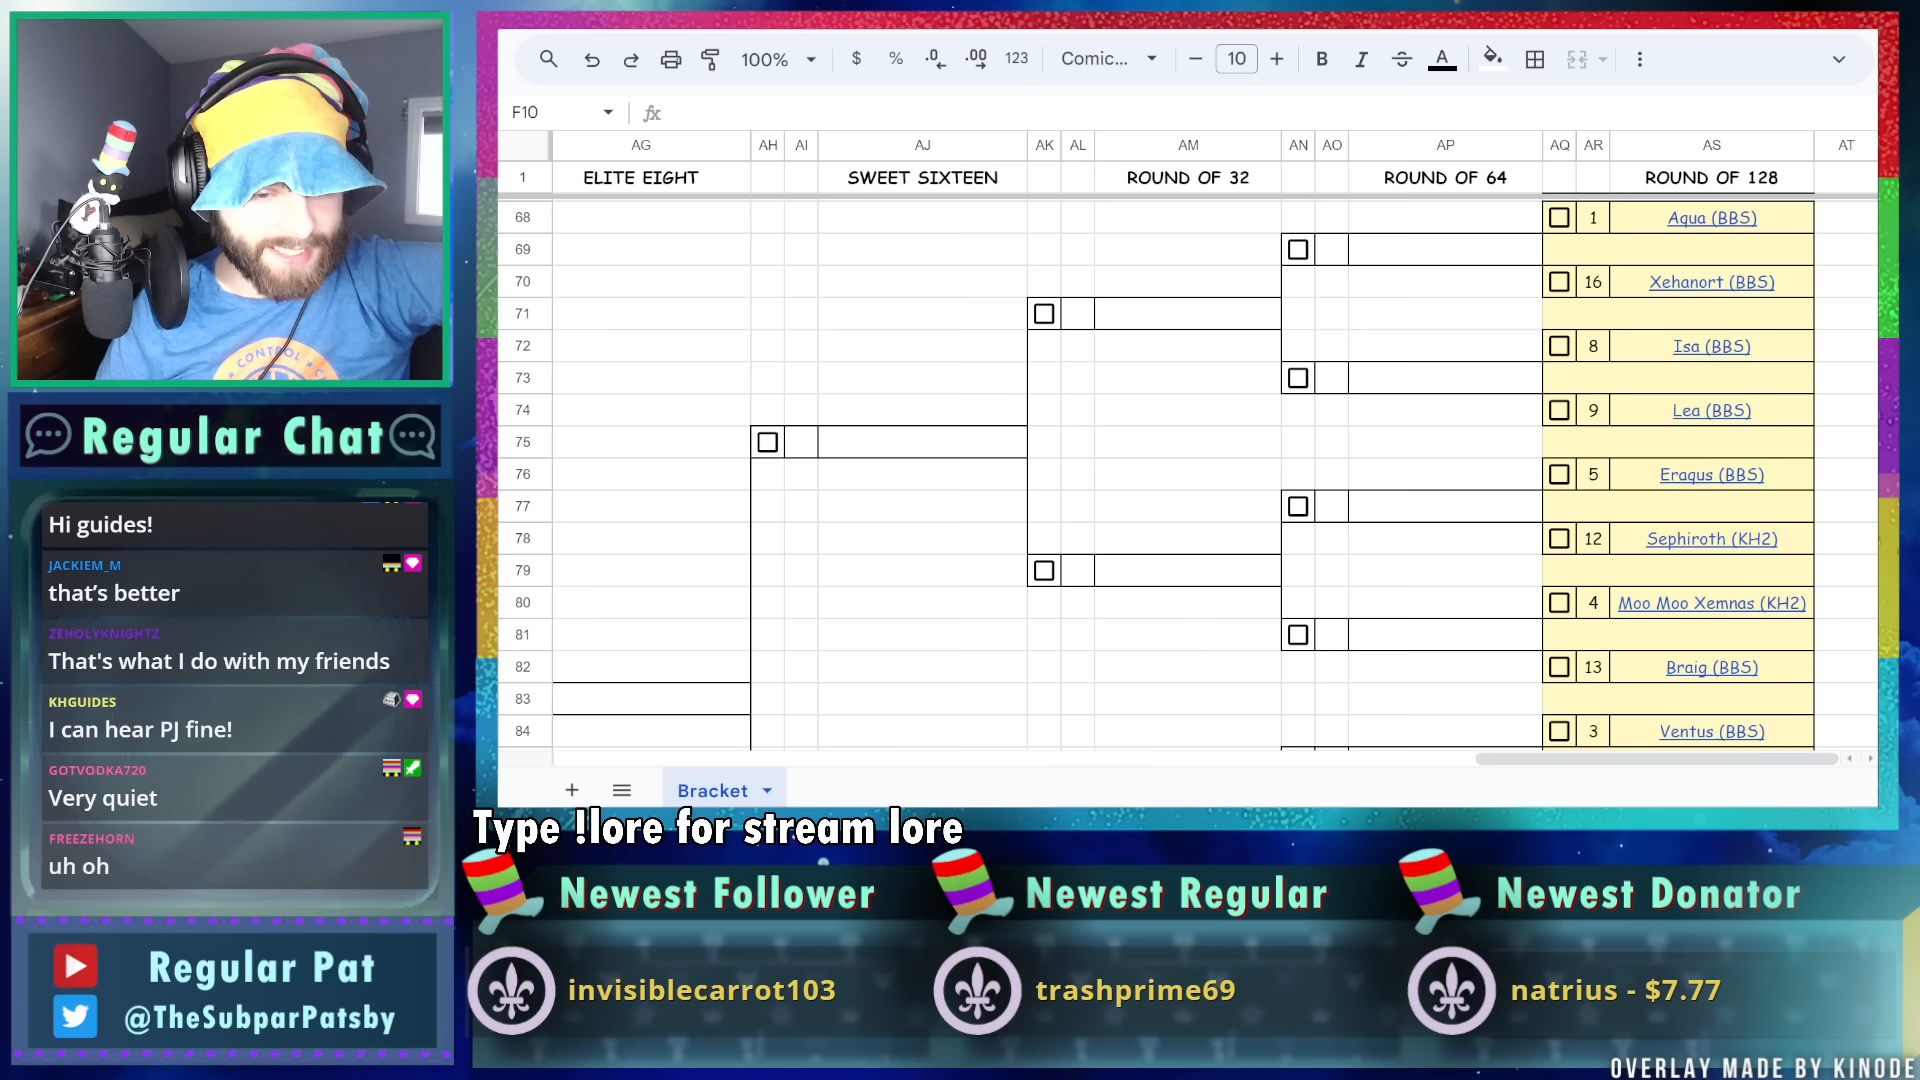 CONTROL
Regular Chat
Hi guides!
JACKIEM_M
that's better
ZEHOLYKNIGHTZ
That's what I do with my friends
KHGUIDES
I can hear PJ fine!
GOTVODKA720
Very quiet
FREEZEHORN
uh oh
Regular Pat
@TheSubparPatsby
100% $ % .0 .00 123 Comic... 10 B I A
F10 fx
AG AH AI AJ AK AL AM AN AO AP AQ AR AS AT
1 ELITE EIGHT SWEET SIXTEEN ROUND OF 32 ROUND OF 64 ROUND OF 128
68 1 Aqua (BBS)
69
70 16 Xehanort (BBS)
71
72 8 Isa (BBS)
73
74 9 Lea (BBS)
75
76 5 Eraqus (BBS)
77
78 12 Sephiroth (KH2)
79
80 4 Moo Moo Xemnas (KH2)
81
82 13 Braig (BBS)
83
84 3 Ventus (BBS)
Bracket
Type !lore for stream lore
Newest Follower
invisiblecarrot103
Newest Regular
trashprime69
Newest Donator
natrius - $7.77
OVERLAY MADE BY KINODE